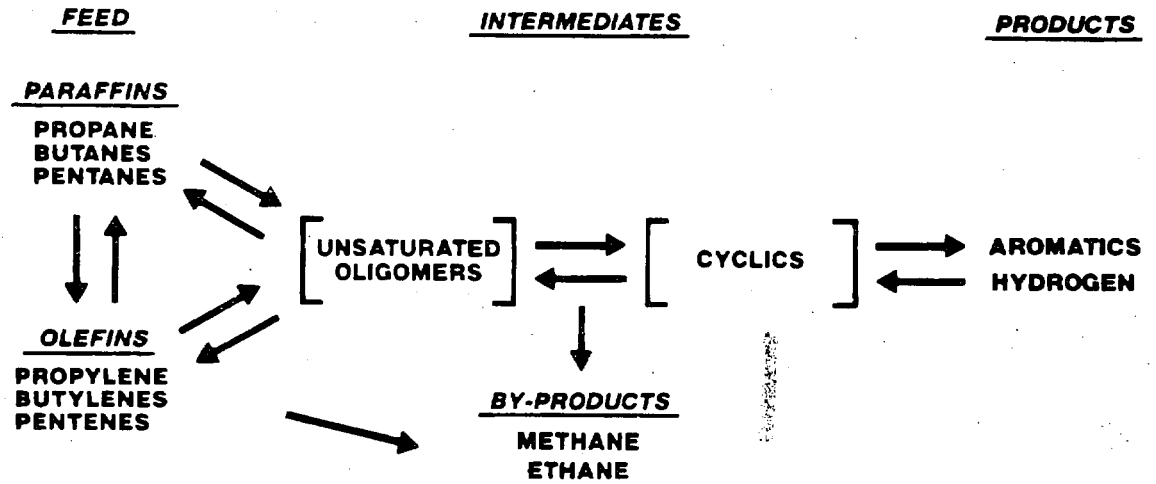 FEED
INTERMEDIATES
PRODUCTS
PARAFFINS
PROPANE
BUTANES
PENTANES
UNSATURATED
OLIGOMERS
CYCLICS
AROMATICS
HYDROGEN
OLEFINS
PROPYLENE
BUTYLENES
PENTENES
BY-PRODUCTS
METHANE
ETHANE